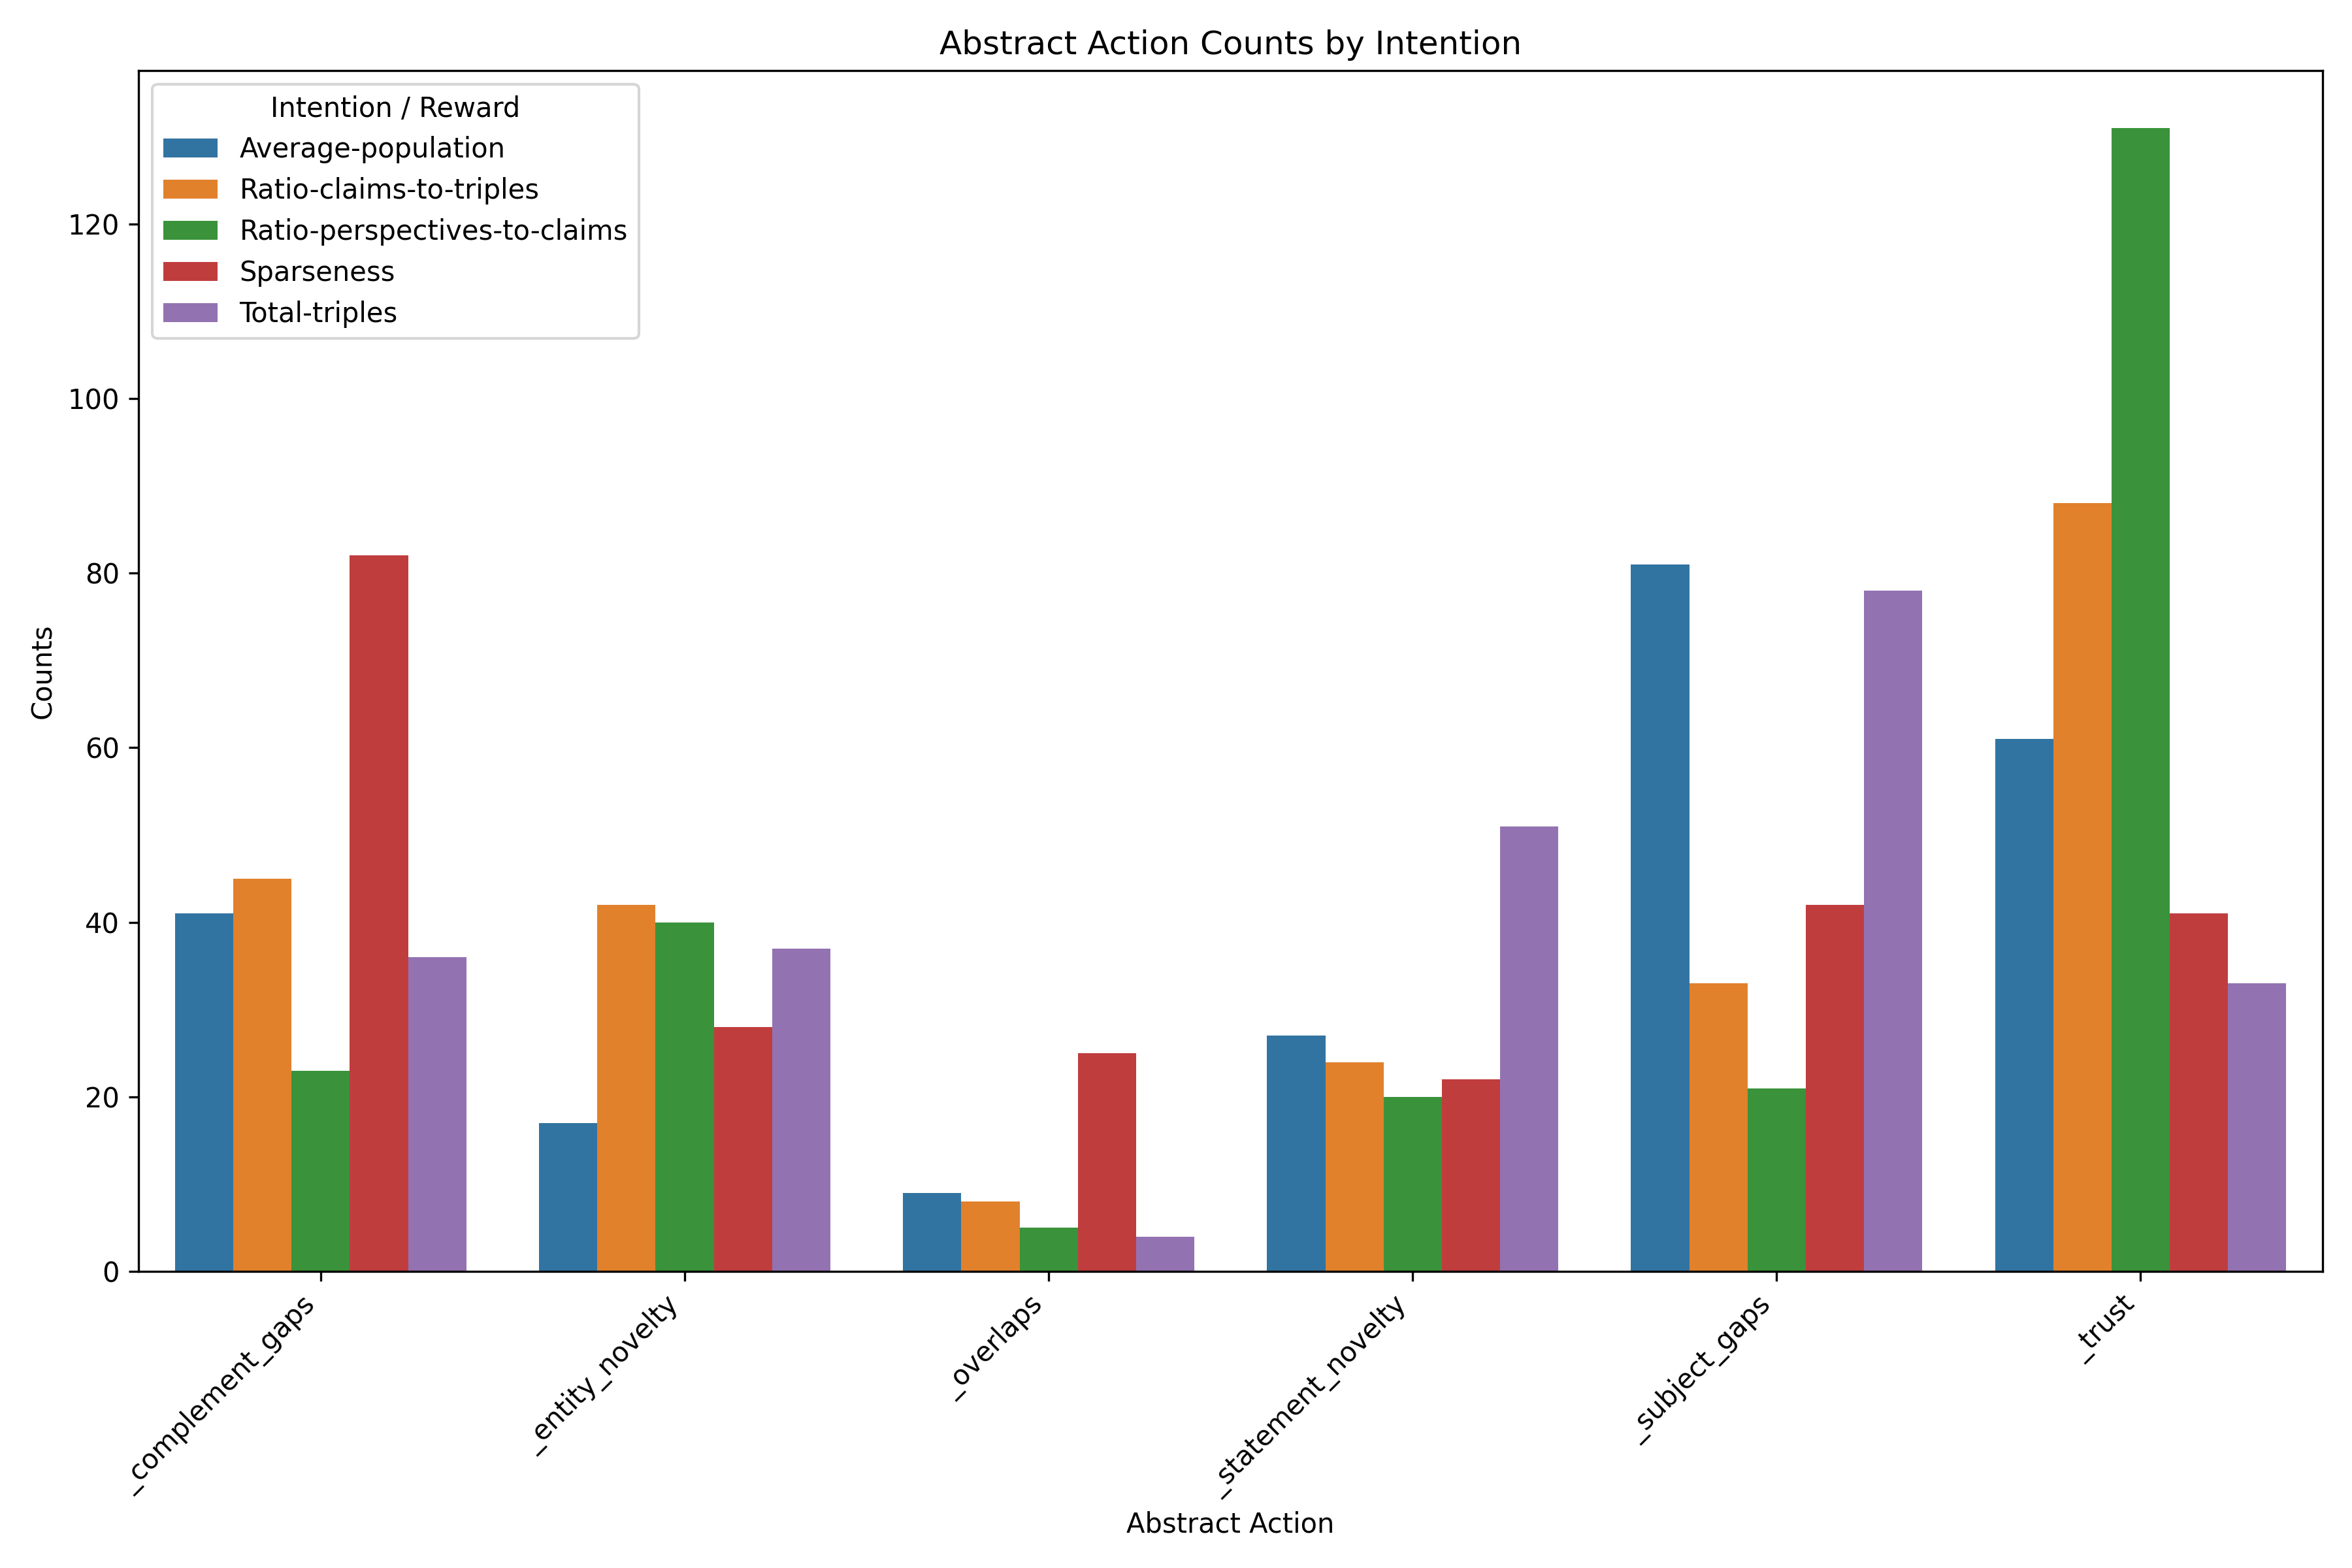 Abstract Action Counts by Intention
Intention / Reward
Average-population
Ratio-claims-to-triples
Ratio-perspectives-to-claims
Sparseness
Total-triples
Counts
120
100
80
60
40
20
0
_complement_gaps
_entity_novelty
_overlaps
_statement_novelty
_subject_gaps
_trust
Abstract Action